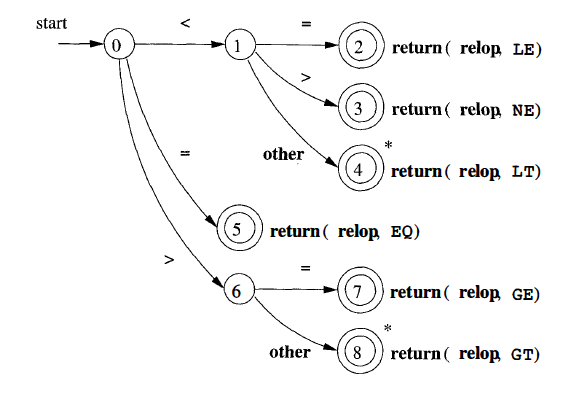 start
< =
0 1 2 return( relop, LE)
>
3 return( relop, NE)
other *
= 4 return( relop, LT)
5 return( relop, EQ)
> =
6 7 return( relop, GE)
*
other 8 return( relop, GT)